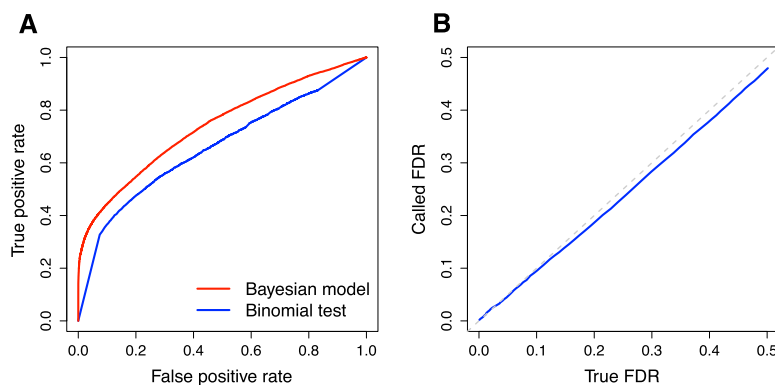 A
True positive rate
1.0
0.8
0.6
0.4
0.2
0.0
Bayesian model
Binomial test
0.0 0.2 0.4 0.6 0.8 1.0
False positive rate
B
Called FDR
0.5
0.4
0.3
0.2
0.1
0.0
0.0 0.1 0.2 0.3 0.4 0.5
True FDR